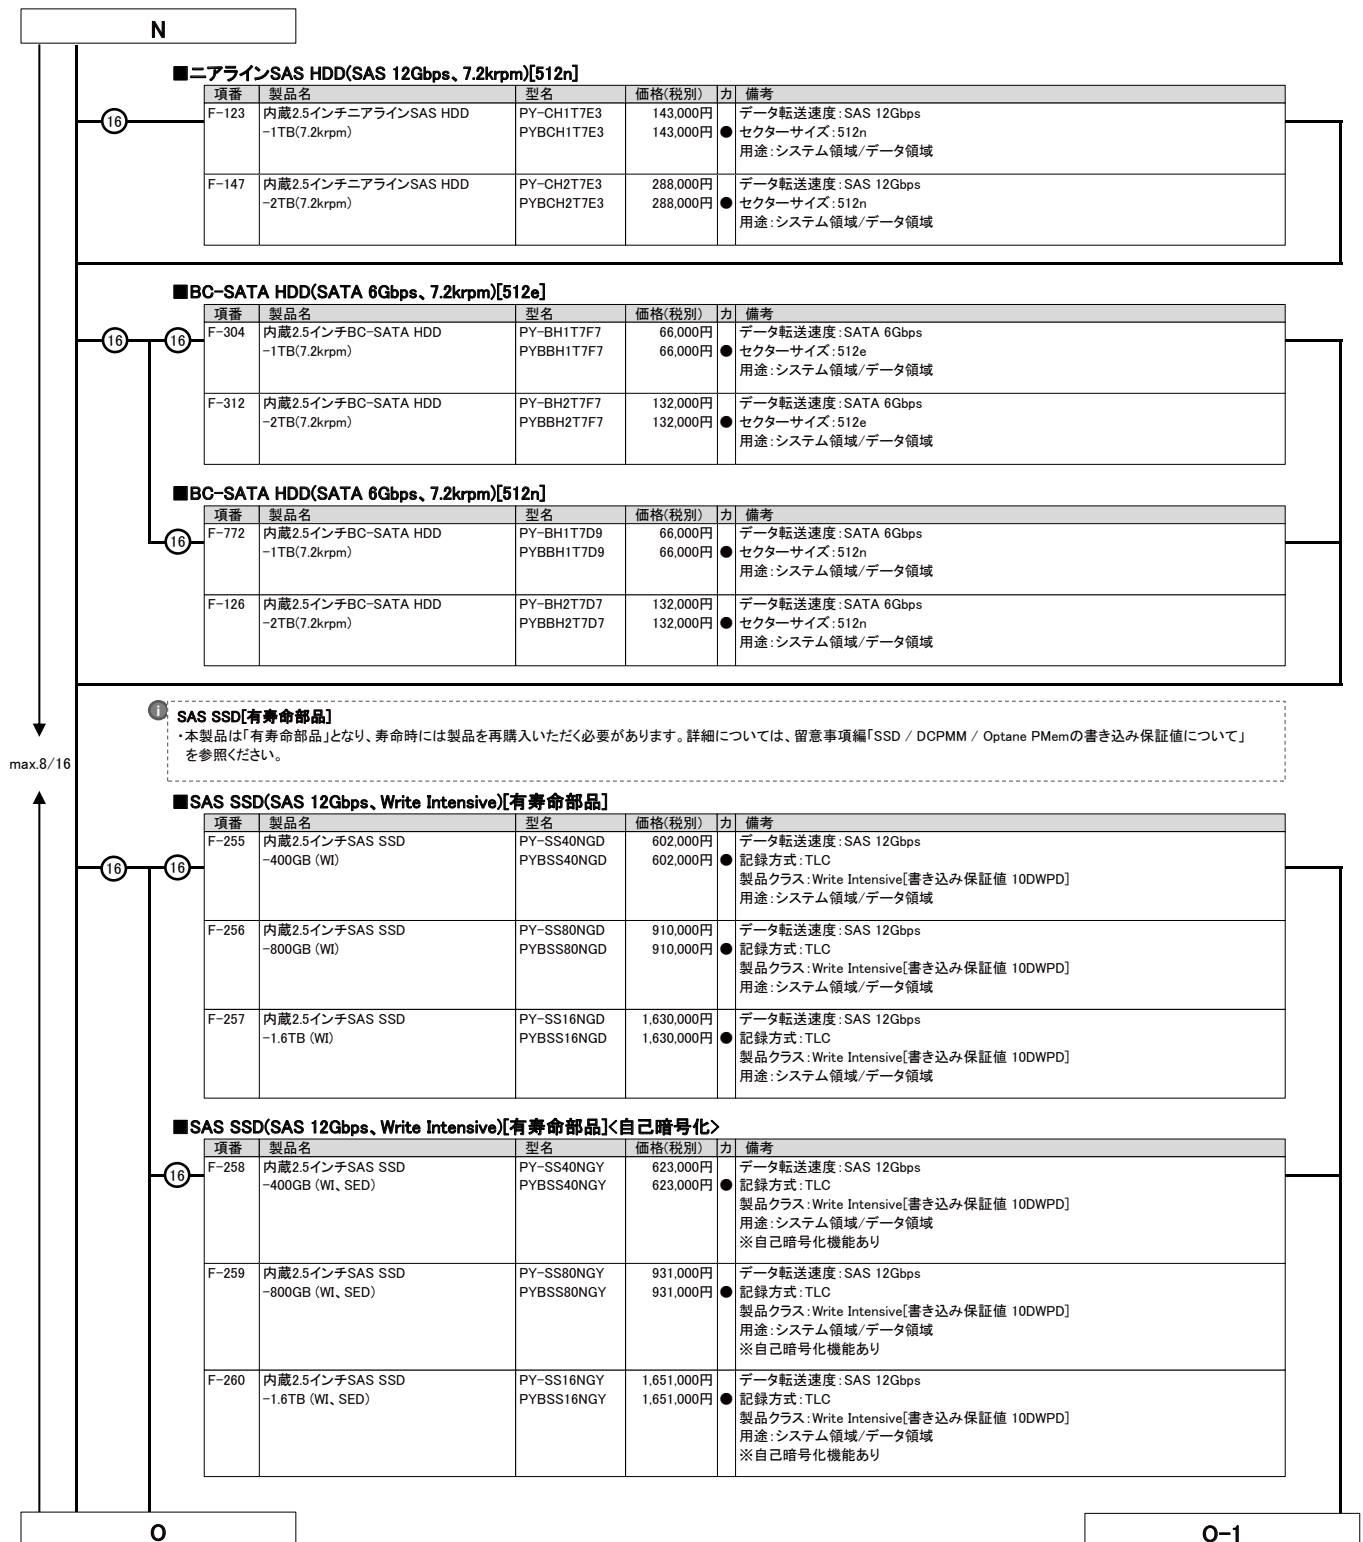 N
■ニアラインSAS HDD(SAS 12Gbps、7.2krpm)[512n]
項番 製品名 型名 価格(税別) カ 備考
16
F-123 内蔵2.5インチニアラインSAS HDD PY-CH1T7E3 143,000円 データ転送速度:SAS 12Gbps
-1TB(7.2krpm) PYBCH1T7E3 143,000円 ● セクターサイズ:512n
用途:システム領域/データ領域
F-147 内蔵2.5インチニアラインSAS HDD PY-CH2T7E3 288,000円 データ転送速度:SAS 12Gbps
-2TB(7.2krpm) PYBCH2T7E3 288,000円 ● セクターサイズ:512n
用途:システム領域/データ領域
■BC-SATA HDD(SATA 6Gbps、7.2krpm)[512e]
項番 製品名 型名 価格(税別) カ 備考
16 16
F-304 内蔵2.5インチBC-SATA HDD PY-BH1T7F7 66,000円 データ転送速度:SATA 6Gbps
-1TB(7.2krpm) PYBBH1T7F7 66,000円 ● セクターサイズ:512e
用途:システム領域/データ領域
F-312 内蔵2.5インチBC-SATA HDD PY-BH2T7F7 132,000円 データ転送速度:SATA 6Gbps
-2TB(7.2krpm) PYBBH2T7F7 132,000円 ● セクターサイズ:512e
用途:システム領域/データ領域
■BC-SATA HDD(SATA 6Gbps、7.2krpm)[512n]
項番 製品名 型名 価格(税別) カ 備考
16
F-772 内蔵2.5インチBC-SATA HDD PY-BH1T7D9 66,000円 データ転送速度:SATA 6Gbps
-1TB(7.2krpm) PYBBH1T7D9 66,000円 ● セクターサイズ:512n
用途:システム領域/データ領域
F-126 内蔵2.5インチBC-SATA HDD PY-BH2T7D7 132,000円 データ転送速度:SATA 6Gbps
-2TB(7.2krpm) PYBBH2T7D7 132,000円 ● セクターサイズ:512n
用途:システム領域/データ領域
i
SAS SSD[有寿命部品]
・本製品は「有寿命部品」となり、寿命時には製品を再購入いただく必要があります。詳細については、留意事項編「SSD / DCPMM / Optane PMemの書き込み保証値について」
を参照ください。
max.8/16
■SAS SSD(SAS 12Gbps、Write Intensive)[有寿命部品]
項番 製品名 型名 価格(税別) カ 備考
16 16
F-255 内蔵2.5インチSAS SSD PY-SS40NGD 602,000円 データ転送速度:SAS 12Gbps
-400GB (WI) PYBSS40NGD 602,000円 ● 記録方式:TLC
製品クラス:Write Intensive[書き込み保証値 10DWPD]
用途:システム領域/データ領域
F-256 内蔵2.5インチSAS SSD PY-SS80NGD 910,000円 データ転送速度:SAS 12Gbps
-800GB (WI) PYBSS80NGD 910,000円 ● 記録方式:TLC
製品クラス:Write Intensive[書き込み保証値 10DWPD]
用途:システム領域/データ領域
F-257 内蔵2.5インチSAS SSD PY-SS16NGD 1,630,000円 データ転送速度:SAS 12Gbps
-1.6TB (WI) PYBSS16NGD 1,630,000円 ● 記録方式:TLC
製品クラス:Write Intensive[書き込み保証値 10DWPD]
用途:システム領域/データ領域
■SAS SSD(SAS 12Gbps、Write Intensive)[有寿命部品]<自己暗号化>
項番 製品名 型名 価格(税別) カ 備考
16
F-258 内蔵2.5インチSAS SSD PY-SS40NGY 623,000円 データ転送速度:SAS 12Gbps
-400GB (WI、SED) PYBSS40NGY 623,000円 ● 記録方式:TLC
製品クラス:Write Intensive[書き込み保証値 10DWPD]
用途:システム領域/データ領域
※自己暗号化機能あり
F-259 内蔵2.5インチSAS SSD PY-SS80NGY 931,000円 データ転送速度:SAS 12Gbps
-800GB (WI、SED) PYBSS80NGY 931,000円 ● 記録方式:TLC
製品クラス:Write Intensive[書き込み保証値 10DWPD]
用途:システム領域/データ領域
※自己暗号化機能あり
F-260 内蔵2.5インチSAS SSD PY-SS16NGY 1,651,000円 データ転送速度:SAS 12Gbps
-1.6TB (WI、SED) PYBSS16NGY 1,651,000円 ● 記録方式:TLC
製品クラス:Write Intensive[書き込み保証値 10DWPD]
用途:システム領域/データ領域
※自己暗号化機能あり
O O-1